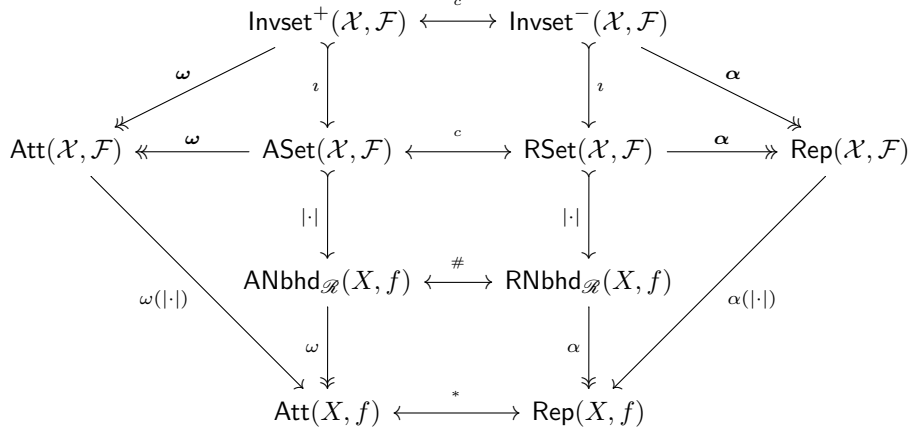 c
Invset⁺(𝒳, ℱ) Invset⁻(𝒳, ℱ)
𝝎 ı ı 𝜶
Att(𝒳, ℱ) 𝝎 ASet(𝒳, ℱ) c RSet(𝒳, ℱ) 𝜶 Rep(𝒳, ℱ)
|·| |·|
ANbhd_ℛ(X, f) # RNbhd_ℛ(X, f)
ω(|·|) α(|·|)
ω α
Att(X, f) * Rep(X, f)